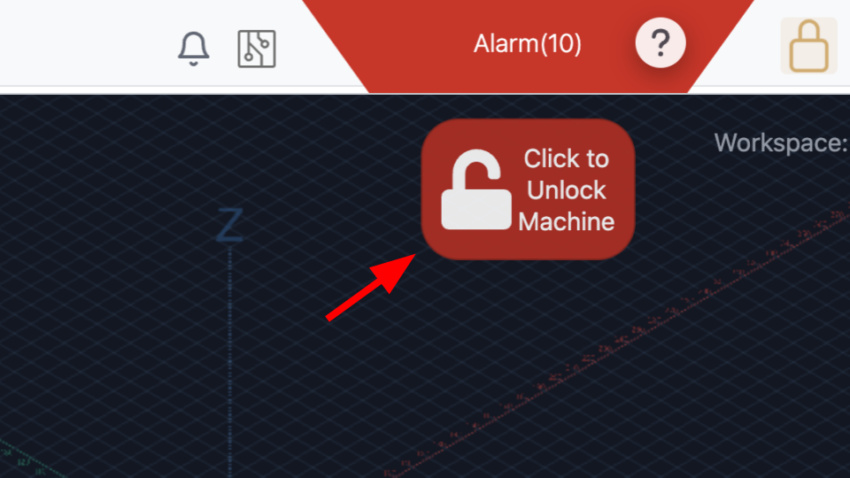 Alarm(10)
?
Click to
Unlock
Machine
Workspace:
Z